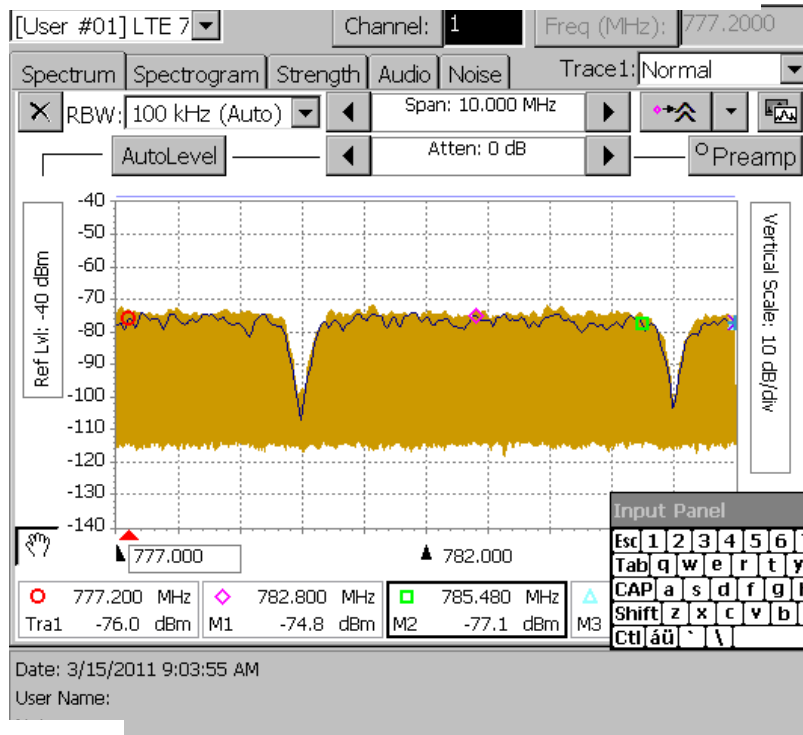 [User #01] LTE 7 Channel: 1 Freq (MHz): 777.2000
Spectrum Spectrogram Strength Audio Noise Trace1: Normal
RBW: 100 kHz (Auto) Span: 10.000 MHz
AutoLevel Atten: 0 dB Preamp
Ref Lvl: -40 dBm
-40
-50
-60
-70
-80
-90
-100
-110
-120
-130
-140
Vertical Scale: 10 dB/div
777.000 782.000
777.200 MHz 782.800 MHz 785.480 MHz
Tra1 -76.0 dBm M1 -74.8 dBm M2 -77.1 dBm M3
Input Panel
Esc 1 2 3 4 5 6
Tab q w e r t y
CAP a s d f g
Shift z x c v b
Ctl áü ` \
Date: 3/15/2011 9:03:55 AM
User Name: